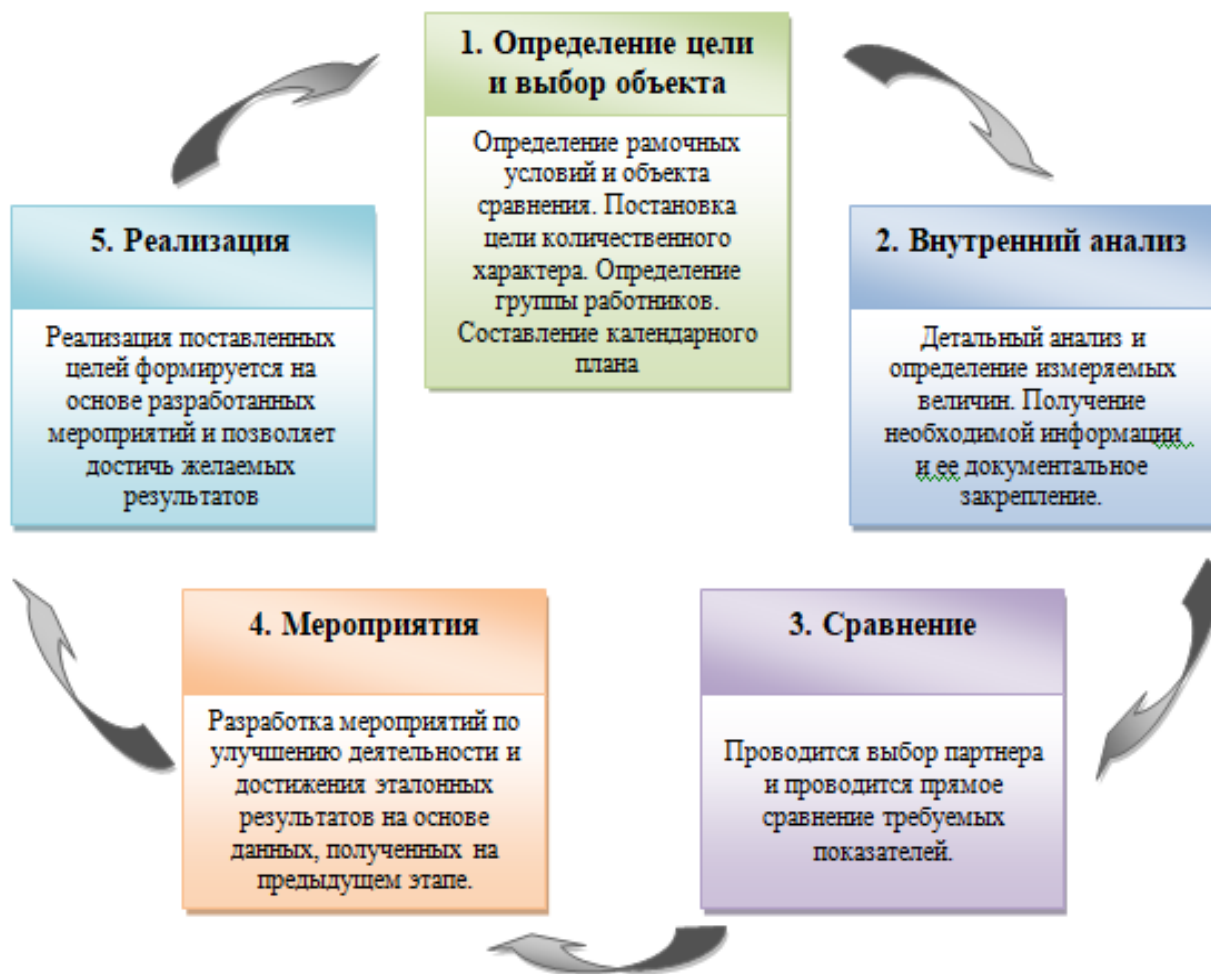 1. Определение цели
и выбор объекта
Определение рамочных
условий и объекта
сравнения. Постановка
цели количественного
характера. Определение
группы работников.
Составление календарного
плана
2. Внутренний анализ
Детальный анализ и
определение измеряемых
величин. Получение
необходимой информации
и ее документальное
закрепление.
3. Сравнение
Проводится выбор партнера
и проводится прямое
сравнение требуемых
показателей.
4. Мероприятия
Разработка мероприятий по
улучшению деятельности и
достижения эталонных
результатов на основе
данных, полученных на
предыдущем этапе.
5. Реализация
Реализация поставленных
целей формируется на
основе разработанных
мероприятий и позволяет
достичь желаемых
результатов